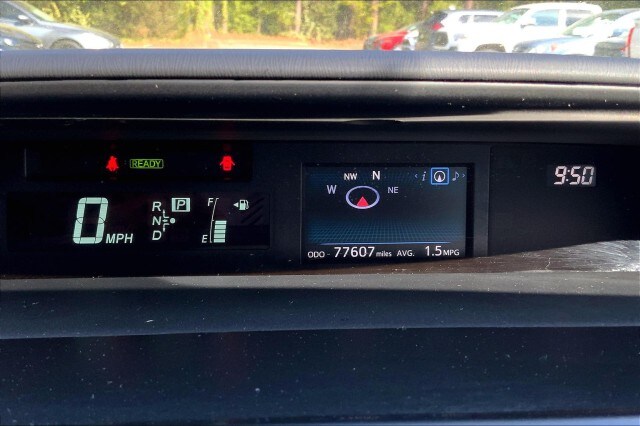 READY
0 MPH
R
N
D
P
F
E
NW N
W NE
i
ODO - 77607 miles AVG. 1.5 MPG
9:50